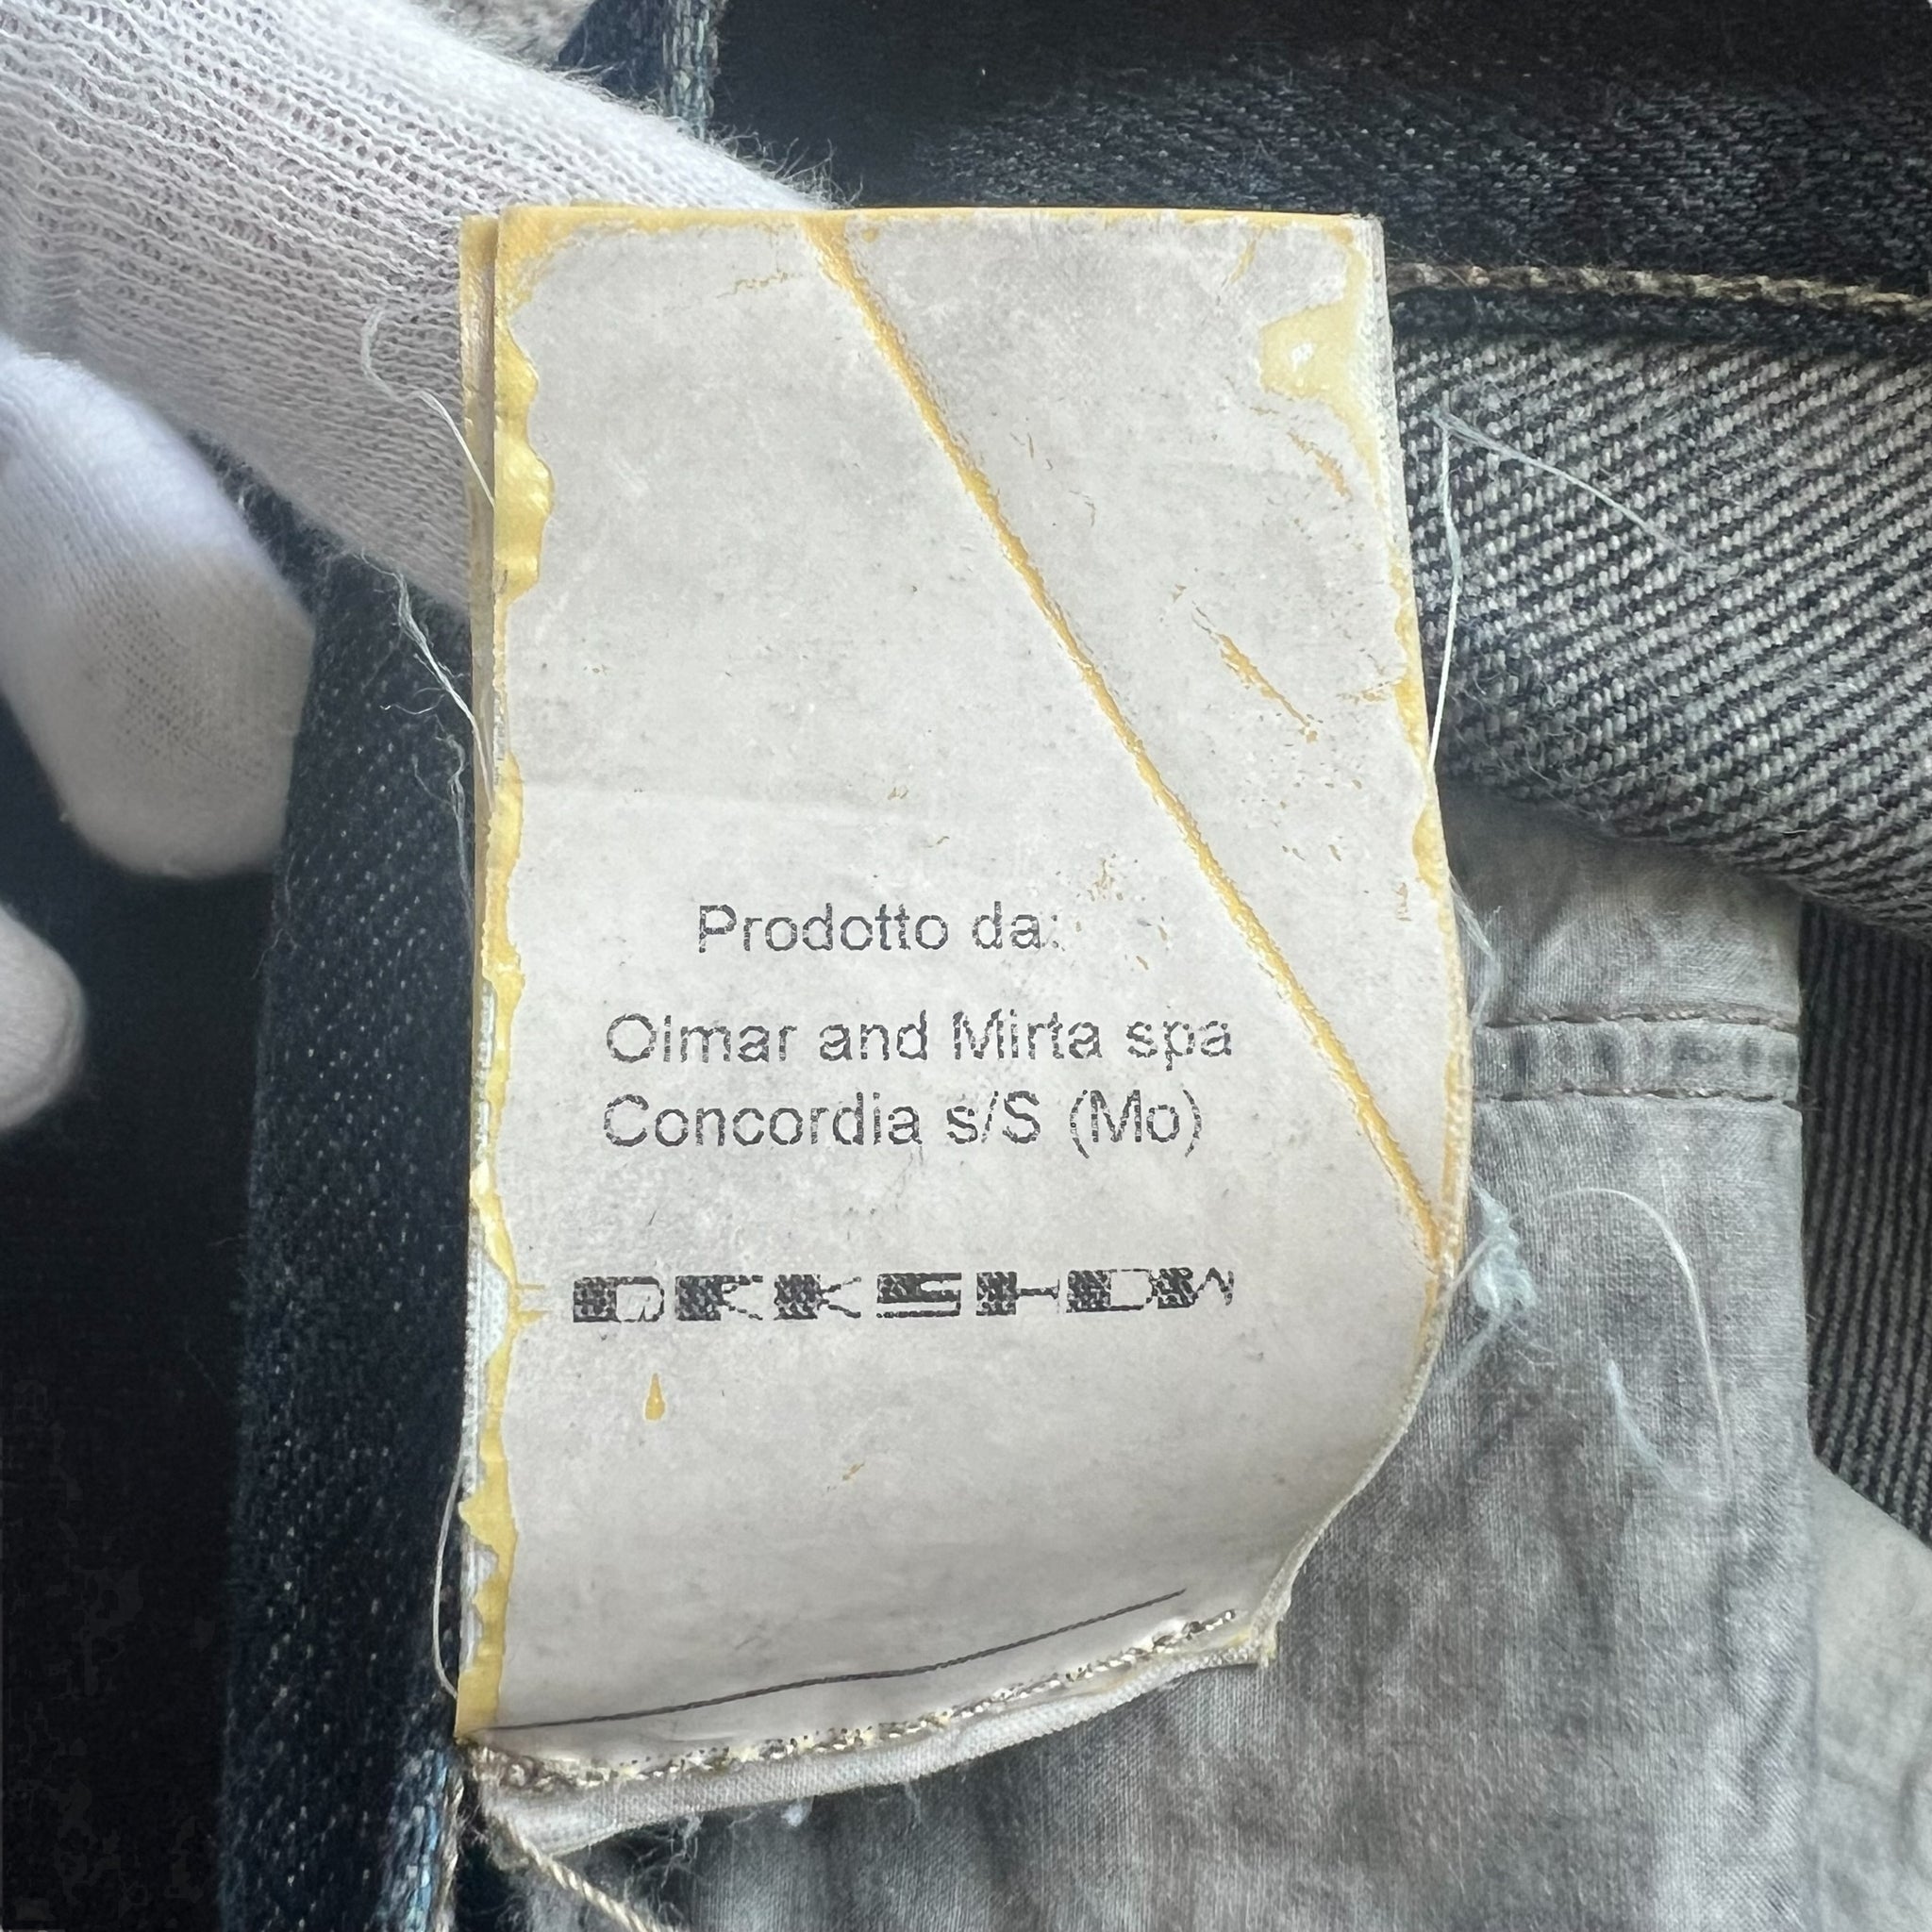 Prodotto da:
Olmar and Mirta spa
Concordia s/S (Mo)
DRKSHDW